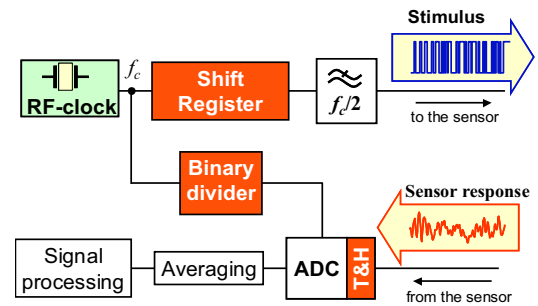 Stimulus
RF-clock
f_c
Shift
Register
f_c/2
to the sensor
Binary
divider
Sensor response
Signal
processing
Averaging
ADC
T&H
from the sensor